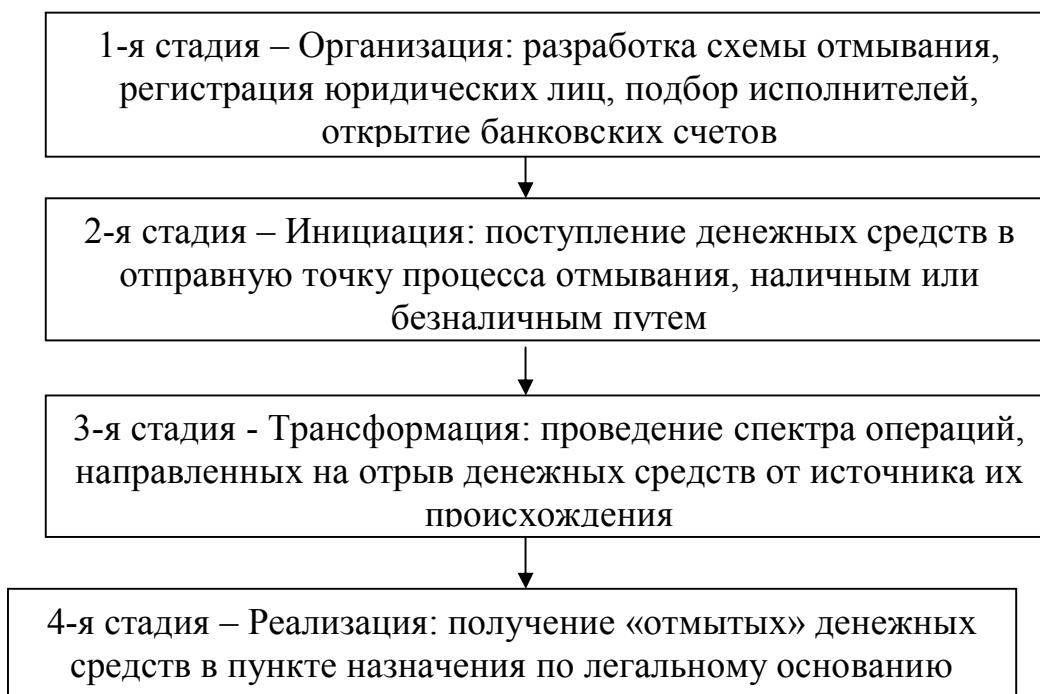 1-я стадия – Организация: разработка схемы отмывания,
регистрация юридических лиц, подбор исполнителей,
открытие банковских счетов
2-я стадия – Инициация: поступление денежных средств в
отправную точку процесса отмывания, наличным или
безналичным путем
3-я стадия - Трансформация: проведение спектра операций,
направленных на отрыв денежных средств от источника их
происхождения
4-я стадия – Реализация: получение «отмытых» денежных
средств в пункте назначения по легальному основанию